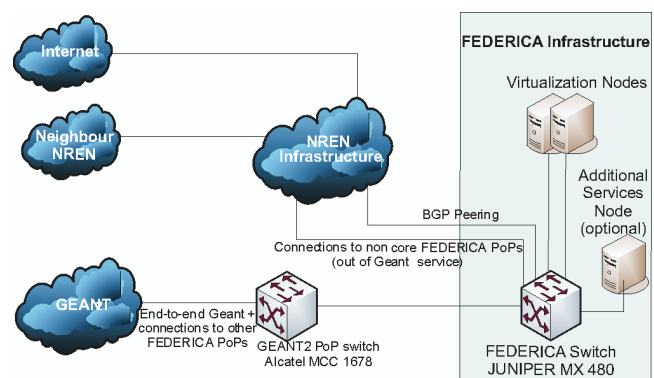 Internet
FEDERICA Infrastructure
Virtualization Nodes
Neighbour
NREN
NREN
Infrastructure
Additional
Services
Node
(optional)
BGP Peering
Connections to non core FEDERICA PoPs
(out of Geant service)
GEANT
End-to-end Geant +
connections to other
FEDERICA PoPs
GEANT2 PoP switch
Alcatel MCC 1678
FEDERICA Switch
JUNIPER MX 480